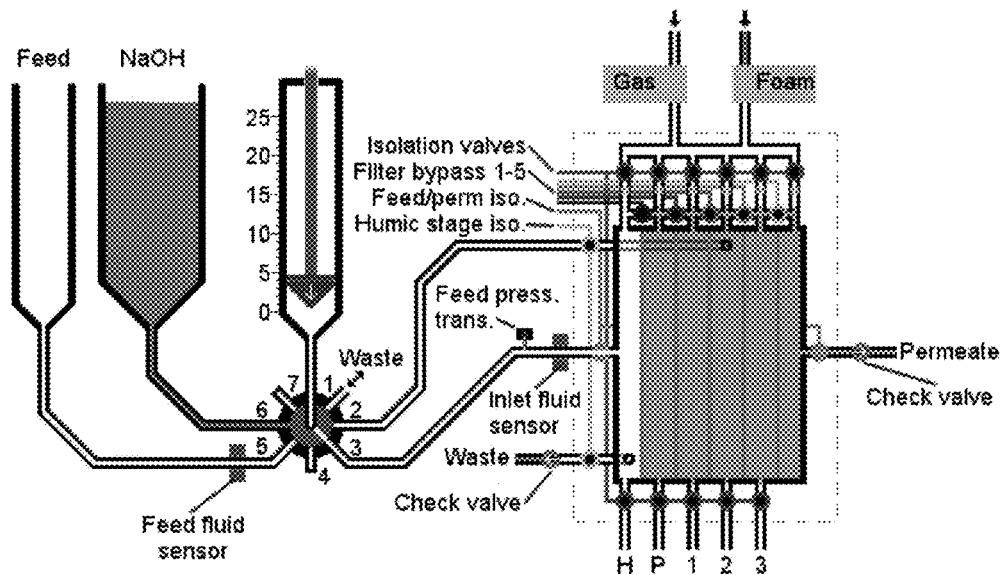 Feed
NaOH
Gas
Foam
25
20
15
10
5
0
Isolation valves
Filter bypass 1-5
Feed/perm iso.
Humic stage iso.
Feed press.
trans.
Waste
7
1
6
2
5
3
4
Inlet fluid
sensor
Permeate
Check valve
Waste
Check valve
Feed fluid
sensor
H
P
1
2
3